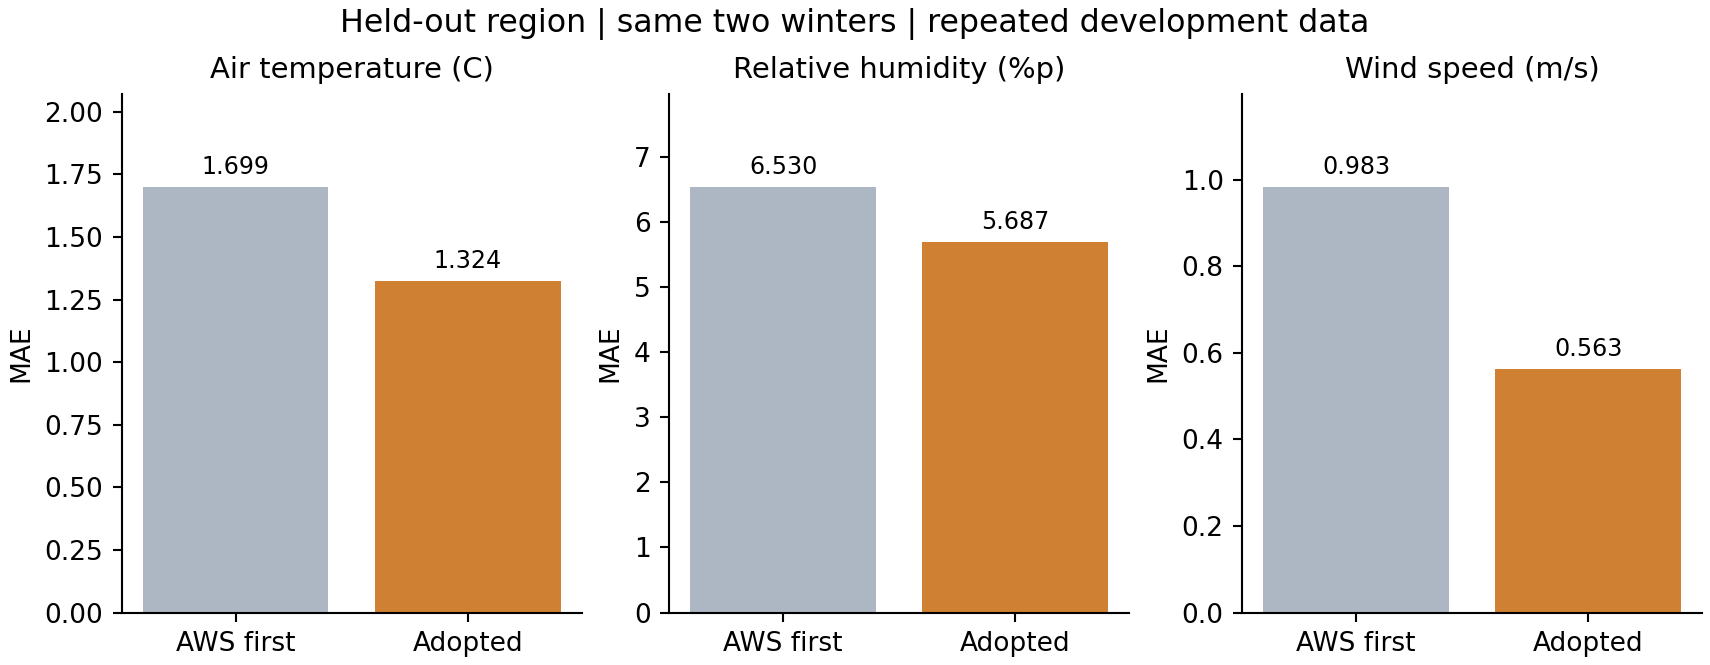 Held-out region | same two winters | repeated development data
Air temperature (C)
MAE
2.00
1.75
1.50
1.25
1.00
0.75
0.50
0.25
0.00
1.699
1.324
AWS first
Adopted
Relative humidity (%p)
MAE
7
6
5
4
3
2
1
0
6.530
5.687
AWS first
Adopted
Wind speed (m/s)
MAE
1.0
0.8
0.6
0.4
0.2
0.0
0.983
0.563
AWS first
Adopted